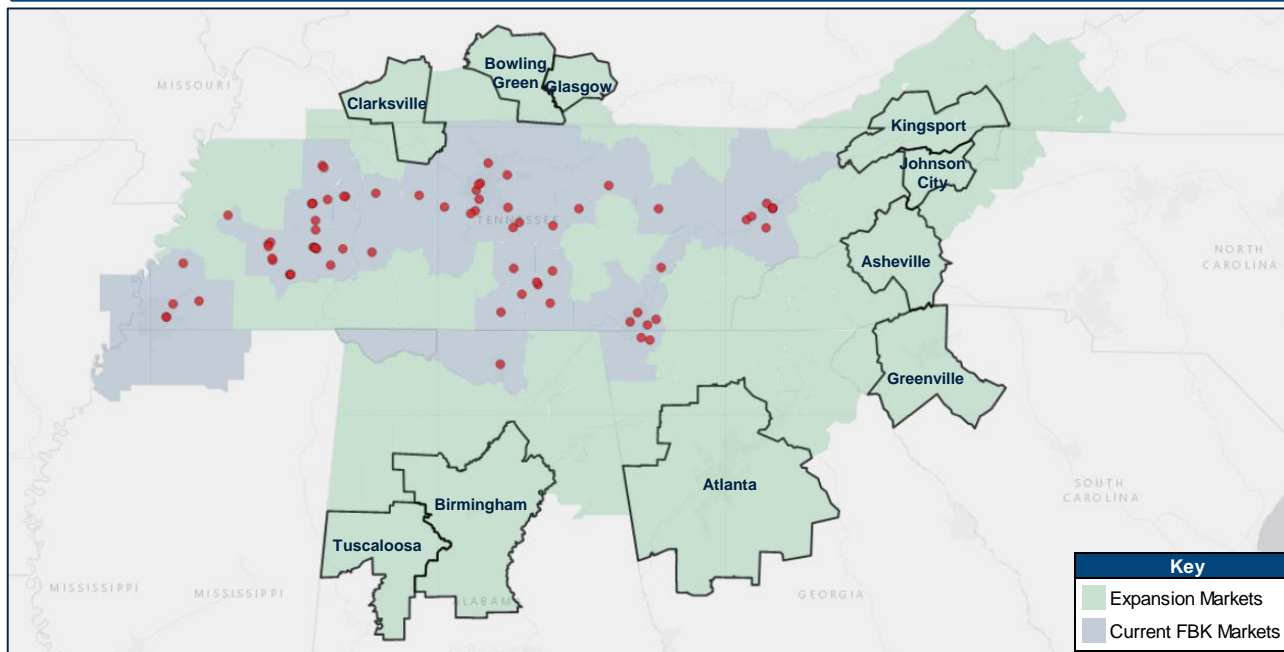 MISSOURI
Bowling
Green
Glasgow
Clarksville
Kingsport
Johnson
City
TENNESSEE
NORTH
CAROLINA
Asheville
Greenville
Atlanta
SOUTH
CAROLINA
Birmingham
Tuscaloosa
MISSISSIPPI
MISSISSIPPI
ALABAMA
GEORGIA
Key
Expansion Markets
Current FBK Markets